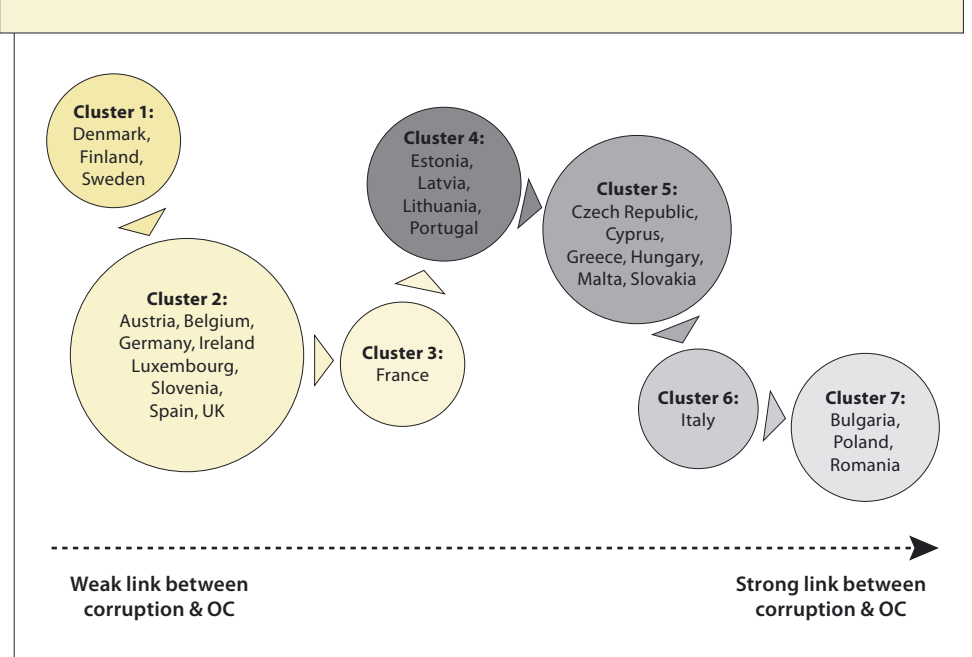 Cluster 1:
Denmark,
Finland,
Sweden
Cluster 2:
Austria, Belgium,
Germany, Ireland
Luxembourg,
Slovenia,
Spain, UK
Cluster 3:
France
Cluster 4:
Estonia,
Latvia,
Lithuania,
Portugal
Cluster 5:
Czech Republic,
Cyprus,
Greece, Hungary,
Malta, Slovakia
Cluster 6:
Italy
Cluster 7:
Bulgaria,
Poland,
Romania
Weak link between
corruption & OC
Strong link between
corruption & OC